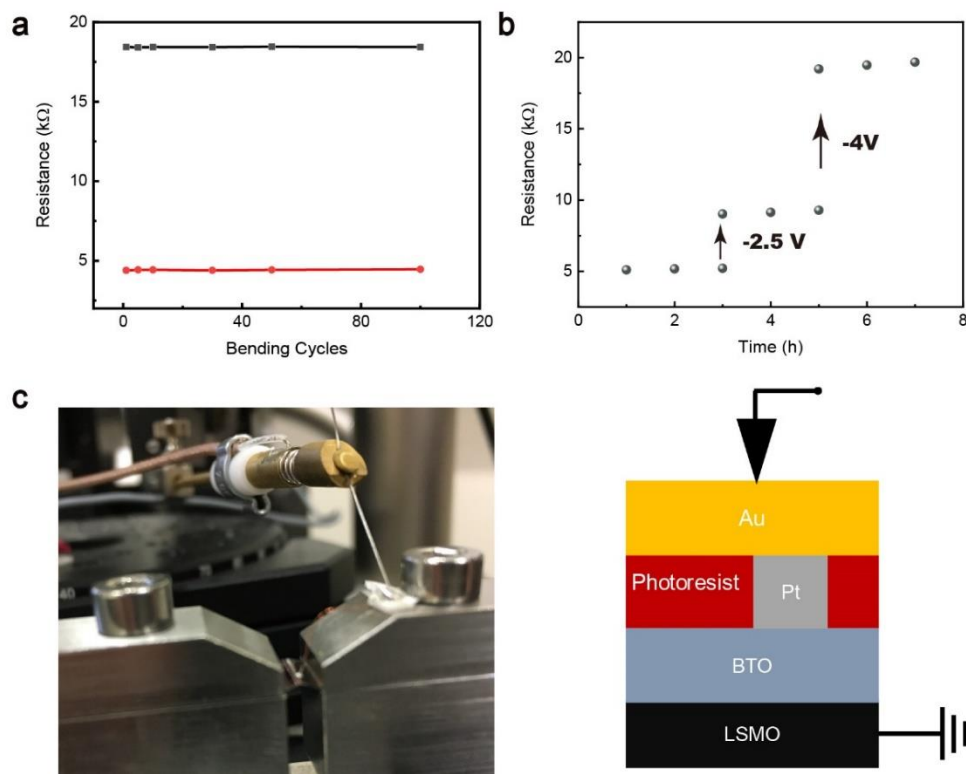 a
20
15
10
5
Resistance (kΩ)
0
40
80
120
Bending Cycles
b
20
15
10
5
Resistance (kΩ)
-4V
-2.5 V
0
2
4
6
8
Time (h)
c
40
Au
Photoresist
Pt
BTO
LSMO